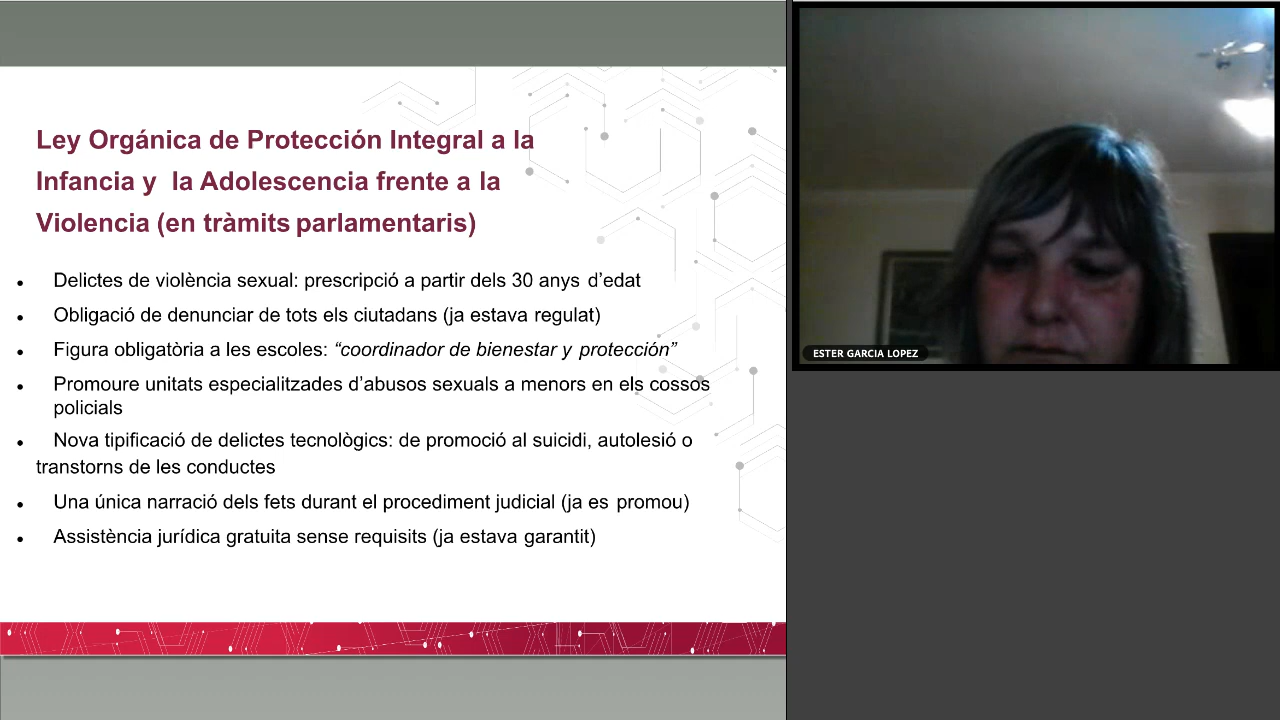 Ley Orgánica de Protección Integral a la
Infancia y la Adolescencia frente a la
Violencia (en tràmits parlamentaris)
• Delictes de violència sexual: prescripció a partir dels 30 anys d’edat
• Obligació de denunciar de tots els ciutadans (ja estava regulat)
• Figura obligatòria a les escoles: “coordinador de bienestar y protección”
• Promoure unitats especialitzades d’abusos sexuals a menors en els cossos
policials
• Nova tipificació de delictes tecnològics: de promoció al suicidi, autolesió o
transtorns de les conductes
• Una única narració dels fets durant el procediment judicial (ja es promou)
• Assistència jurídica gratuita sense requisits (ja estava garantit)
ESTER GARCIA LOPEZ